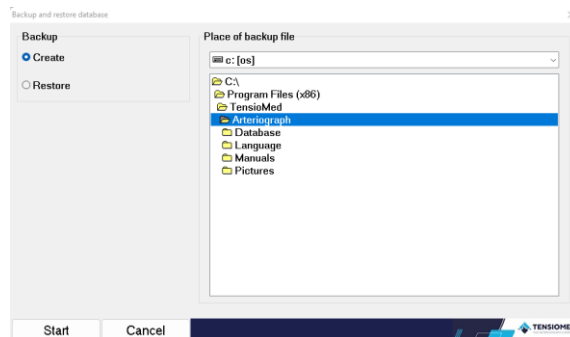 Backup and restore database
Backup
Create
Restore
Place of backup file
c: [os]
C:\
Program Files (x86)
TensioMed
Arteriograph
Database
Language
Manuals
Pictures
Start
Cancel
TENSIOME